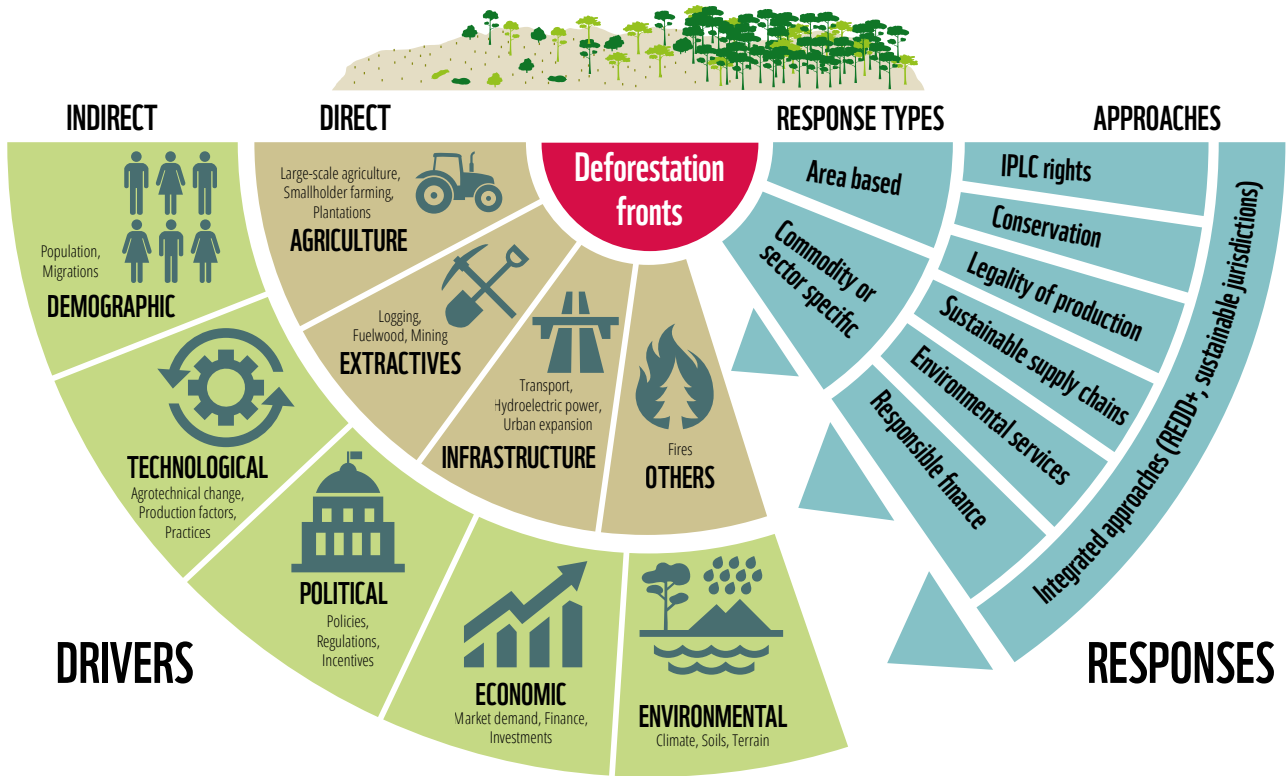 INDIRECT
DIRECT
RESPONSE TYPES
APPROACHES
Deforestation
fronts
Population,
Migrations
DEMOGRAPHIC
TECHNOLOGICAL
Agrotechnical change,
Production factors,
Practices
POLITICAL
Policies,
Regulations,
Incentives
ECONOMIC
Market demand, Finance,
Investments
ENVIRONMENTAL
Climate, Soils, Terrain
Large-scale agriculture,
Smallholder farming,
Plantations
AGRICULTURE
Logging,
Fuelwood, Mining
EXTRACTIVES
Transport,
Hydroelectric power,
Urban expansion
INFRASTRUCTURE
Fires
OTHERS
Area based
Commodity or
sector specific
IPLC rights
Conservation
Legality of production
Sustainable supply chains
Environmental services
Responsible finance
Integrated approaches (REDD+, sustainable jurisdictions)
DRIVERS
RESPONSES